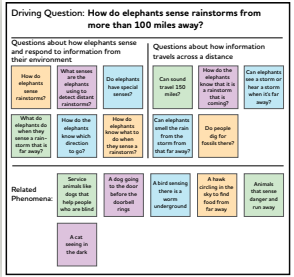 Driving Question: How do elephants sense rainstorms from
more than 100 miles away?
Questions about how elephants sense
and respond to information from
their environment
How do
elephants
sense
rainstorms?
What senses
are the
elephants
using to
detect distant
rainstorms?
Do elephants
have special
senses?
What do
elephants do
when they
sense a rain-
storm that is
far away?
How do the
elephants
know which
direction
to go?
How do
elephants
know what to
do when they
sense a
rainstorm?
Questions about how information
travels across a distance
Can sound
travel 150
miles?
How do the
elephants
know that it is
a rainstorm
that is
coming?
Can elephants
see a storm or
hear a storm
when it's far
away?
Can elephants
smell the rain
from the
storm from
that far away?
Do people
dig for
fossils there?
Related
Phenomena:
Service
animals like
dogs that
help people
who are blind
A dog going
to the door
before the
doorbell
rings
A bird sensing
there is a
worm
underground
A hawk
circling in the
sky to find
food from far
away
Animals
that sense
danger and
run away
A cat
seeing in
the dark